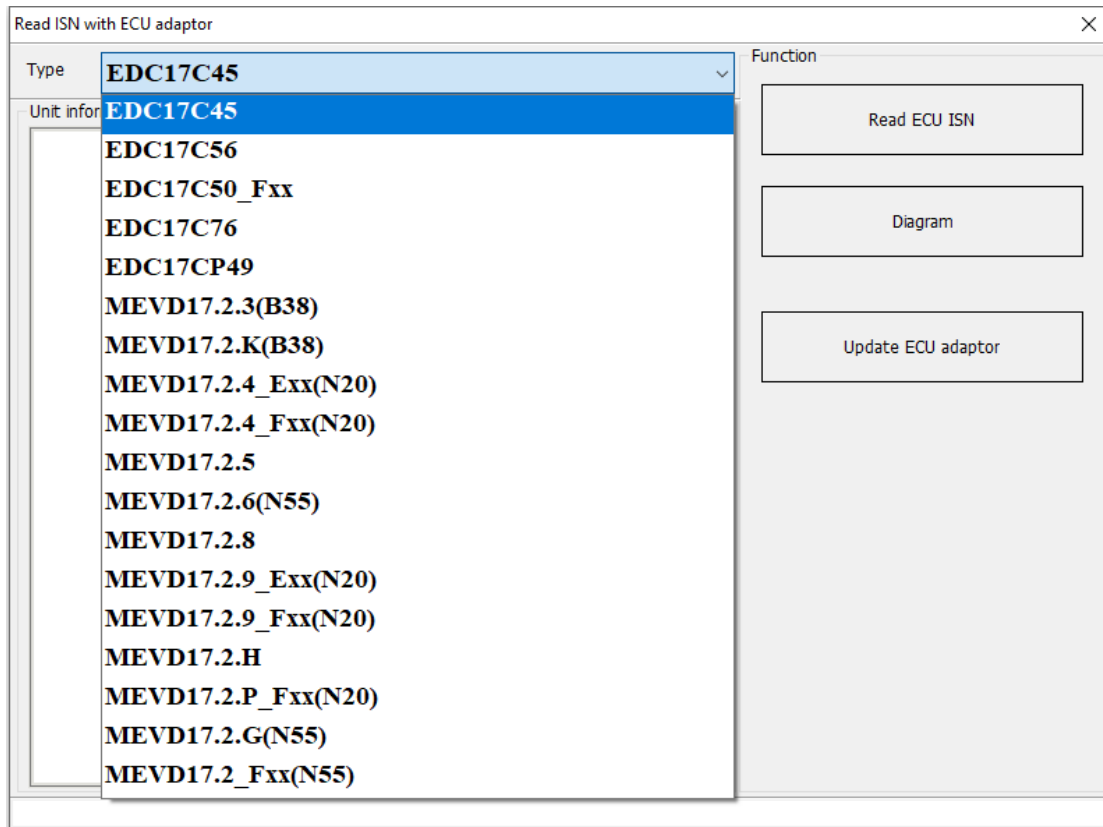 Read ISN with ECU adaptor
Type
EDC17C45
Function
Unit infor
EDC17C45
EDC17C56
EDC17C50_Fxx
EDC17C76
EDC17CP49
MEVD17.2.3(B38)
MEVD17.2.K(B38)
MEVD17.2.4_Exx(N20)
MEVD17.2.4_Fxx(N20)
MEVD17.2.5
MEVD17.2.6(N55)
MEVD17.2.8
MEVD17.2.9_Exx(N20)
MEVD17.2.9_Fxx(N20)
MEVD17.2.H
MEVD17.2.P_Fxx(N20)
MEVD17.2.G(N55)
MEVD17.2_Fxx(N55)
Read ECU ISN
Diagram
Update ECU adaptor